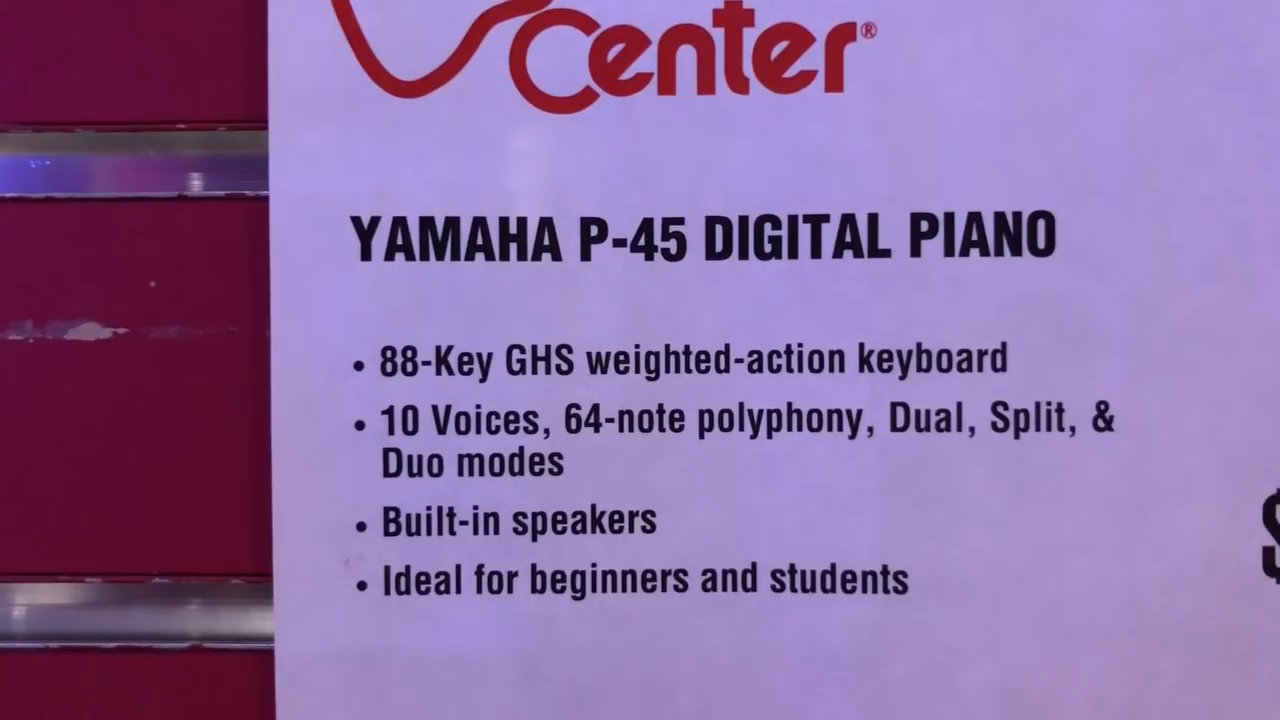 Center®
YAMAHA P-45 DIGITAL PIANO
• 88-Key GHS weighted-action keyboard
• 10 Voices, 64-note polyphony, Dual, Split, &
Duo modes
• Built-in speakers
• Ideal for beginners and students
$